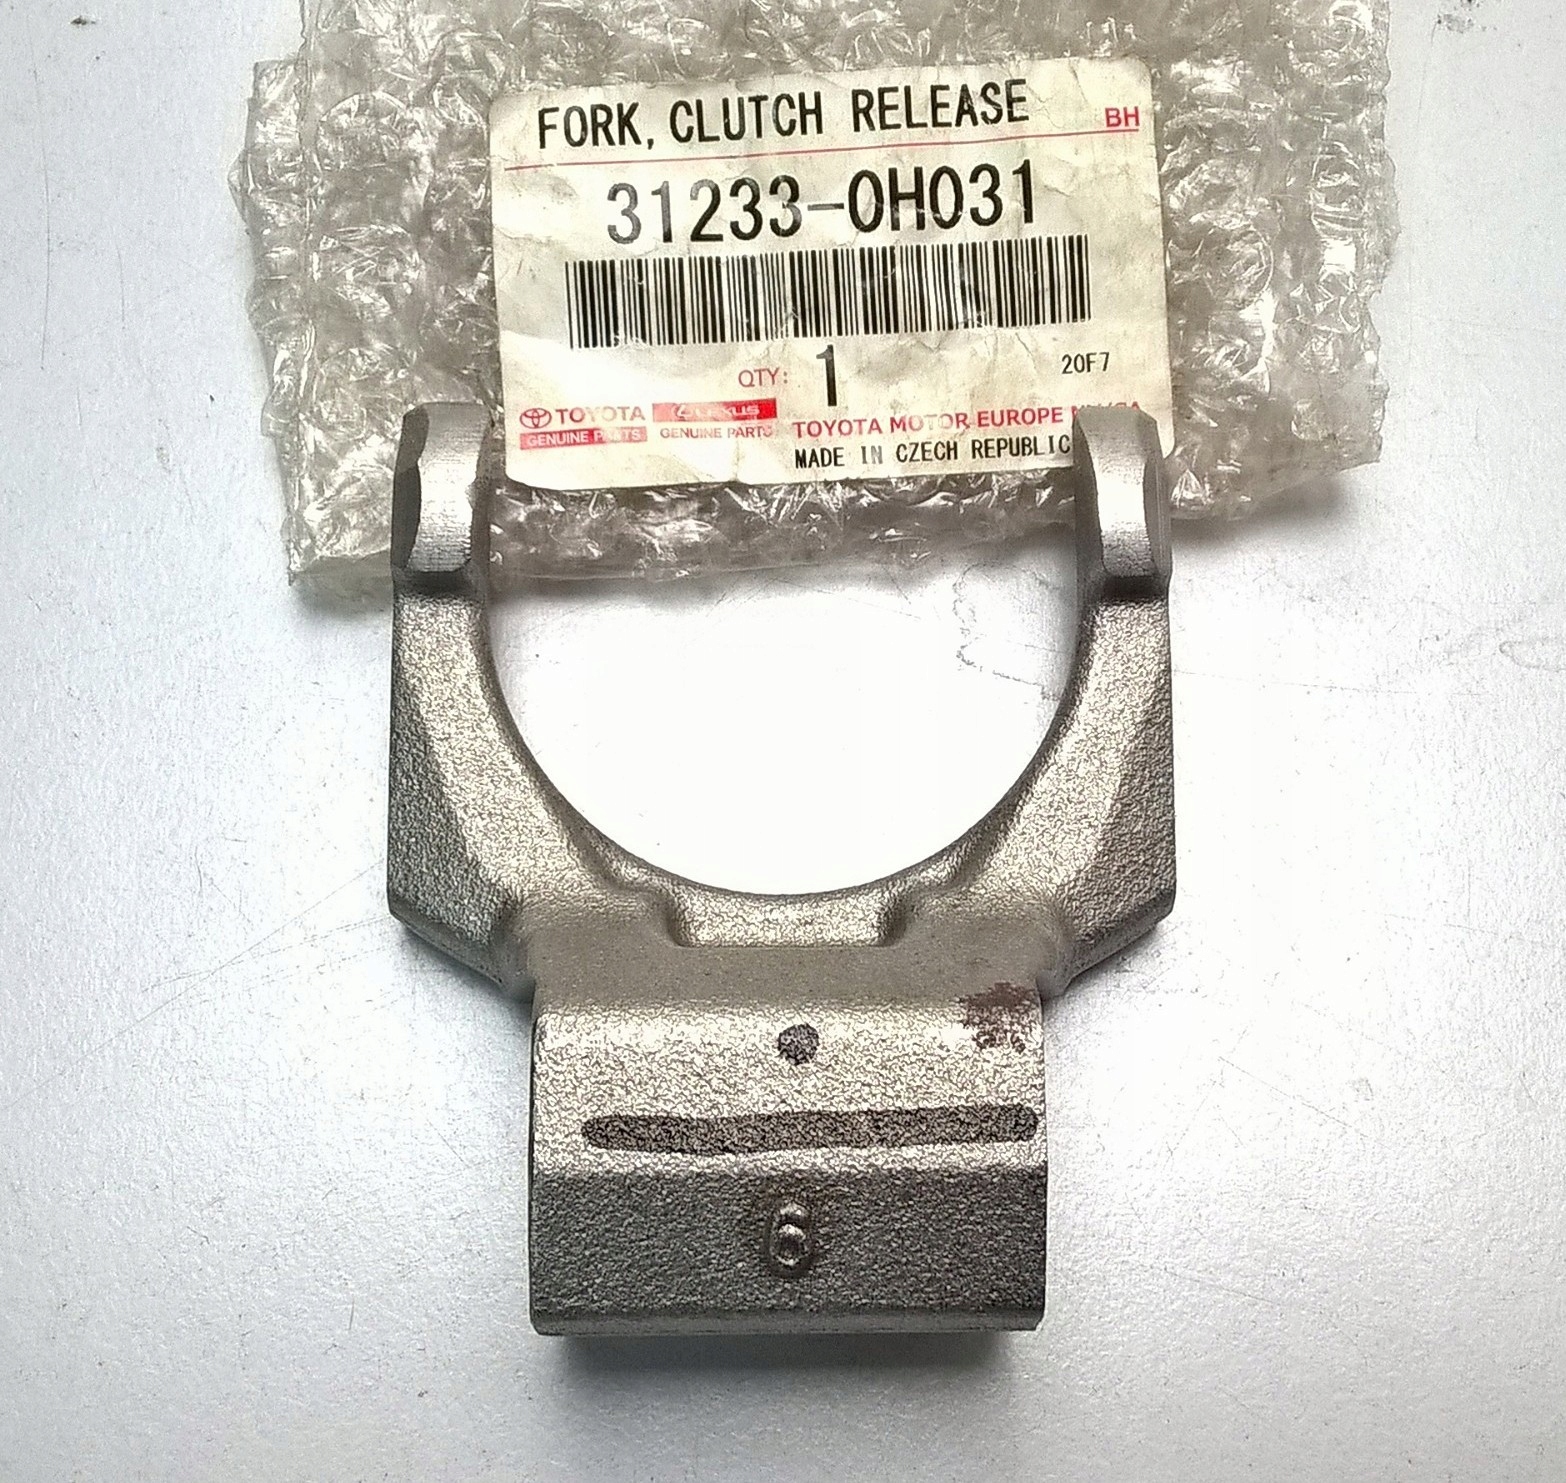 FORK, CLUTCH RELEASE
BH
31233-0H031
QTY: 1
20F7
TOYOTA
GENUINE PARTS
LEXUS
GENUINE PARTS
TOYOTA MOTOR EUROPE
MADE IN CZECH REPUBLIC
6